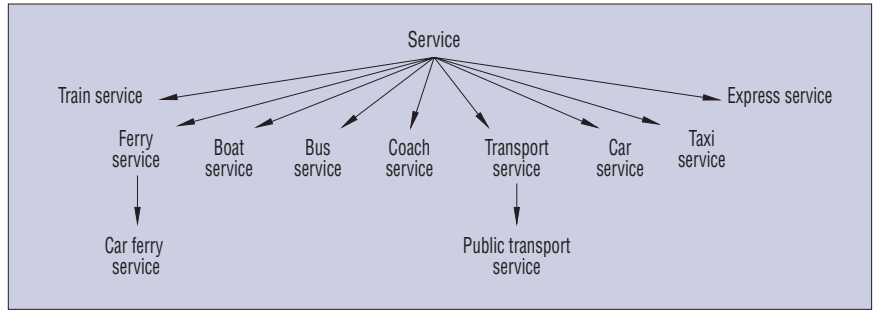 Service
Train service
Express service
Ferry
service
Boat
service
Bus
service
Coach
service
Transport
service
Car
service
Taxi
service
Car ferry
service
Public transport
service